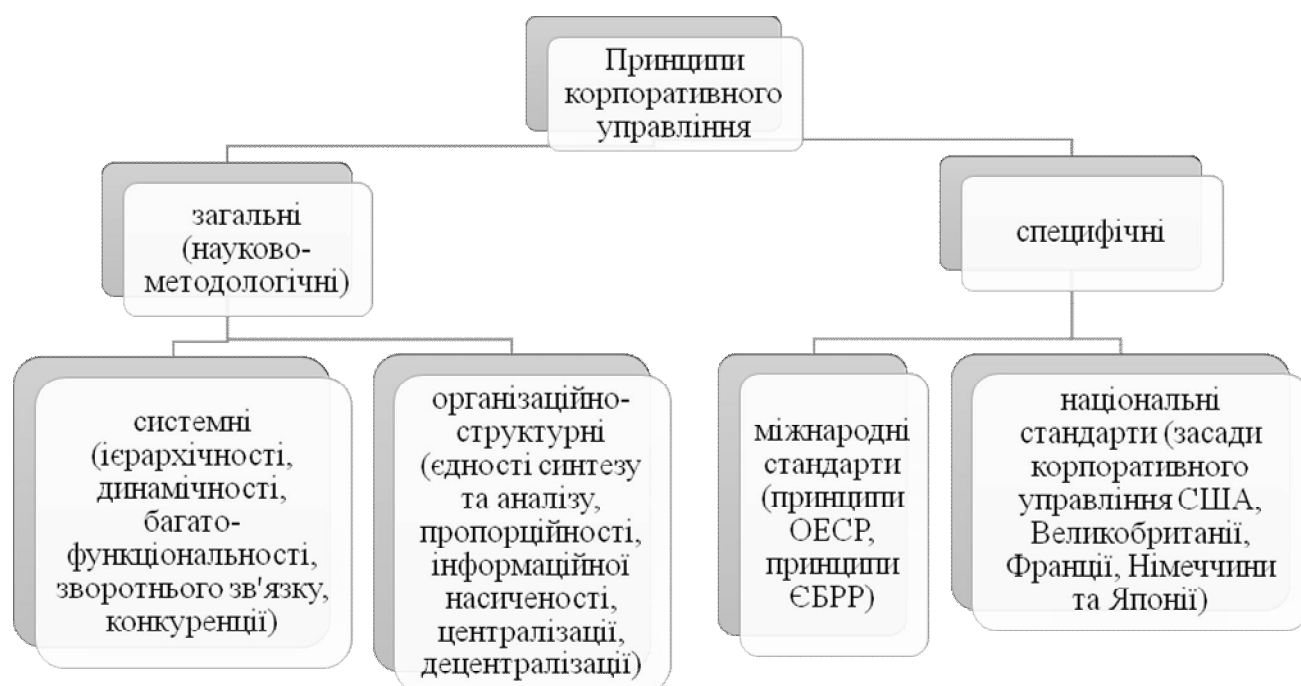 Принципи
корпоративного
управління
загальні
(науково-
методологічні)
специфічні
системні
(ієрархічності,
динамічності,
багато-
функціональності,
зворотнього зв'язку,
конкуренції)
організаційно-
структурні
(єдності синтезу
та аналізу,
пропорційності,
інформаційної
насиченості,
централізації,
децентралізації)
міжнародні
стандарти
(принципи
ОЕСР,
принципи
ЄБРР)
національні
стандарти (засади
корпоративного
управління США,
Великобританії,
Франції, Німеччини
та Японії)